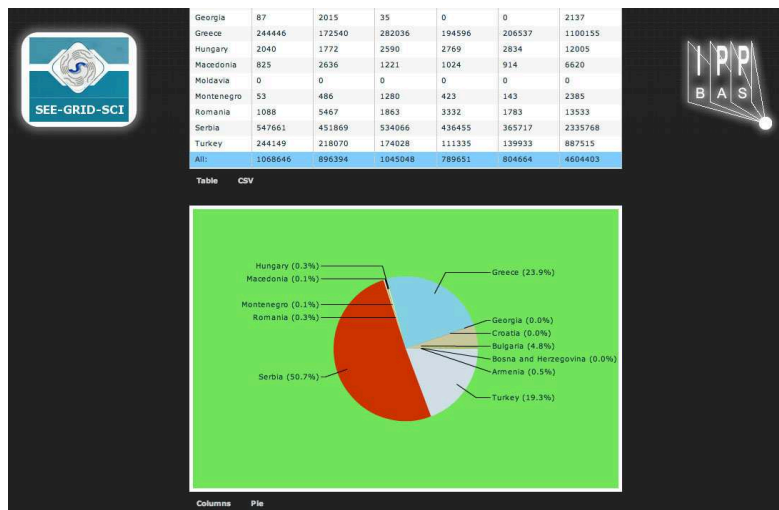 Georgia 87 2015 35 0 0 2137
Greece 244446 172540 282036 194596 206537 1100155
Hungary 2040 1772 2590 2769 2834 12005
Macedonia 825 2636 1221 1024 914 6620
Moldavia 0 0 0 0 0 0
Montenegro 53 486 1280 423 143 2385
Romania 1088 5467 1863 3332 1783 13533
Serbia 547661 451869 534066 436455 365717 2335768
Turkey 244149 218070 174028 111335 139933 887515
All: 1068646 896394 1045048 789651 804664 4604403
SEE-GRID-SCI
IPP
BAS
Table CSV
Hungary (0.3%)
Macedonia (0.1%)
Montenegro (0.1%)
Romania (0.3%)
Serbia (50.7%)
Greece (23.9%)
Georgia (0.0%)
Croatia (0.0%)
Bulgaria (4.8%)
Bosna and Herzegovina (0.0%)
Armenia (0.5%)
Turkey (19.3%)
Columns Pie